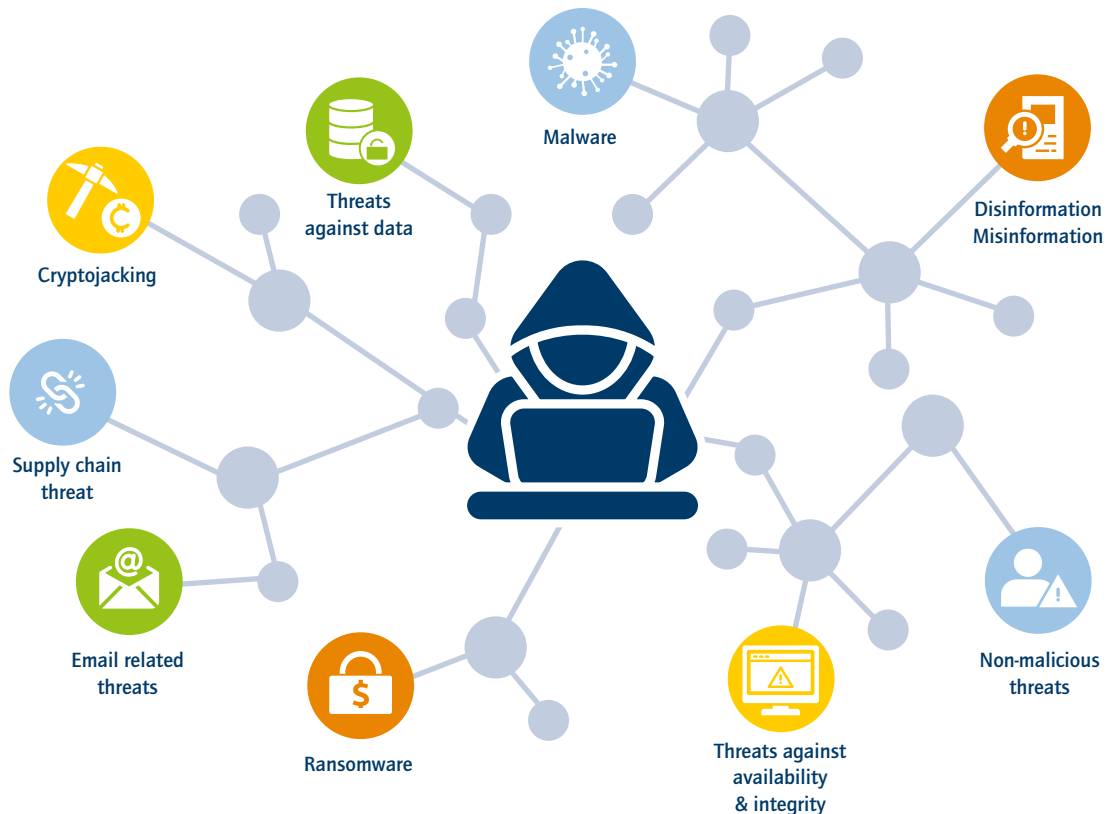 Malware
Threats
against data
Disinformation
Misinformation
Cryptojacking
Supply chain
threat
@
Email related
threats
$
Ransomware
Threats against
availability
& integrity
Non-malicious
threats